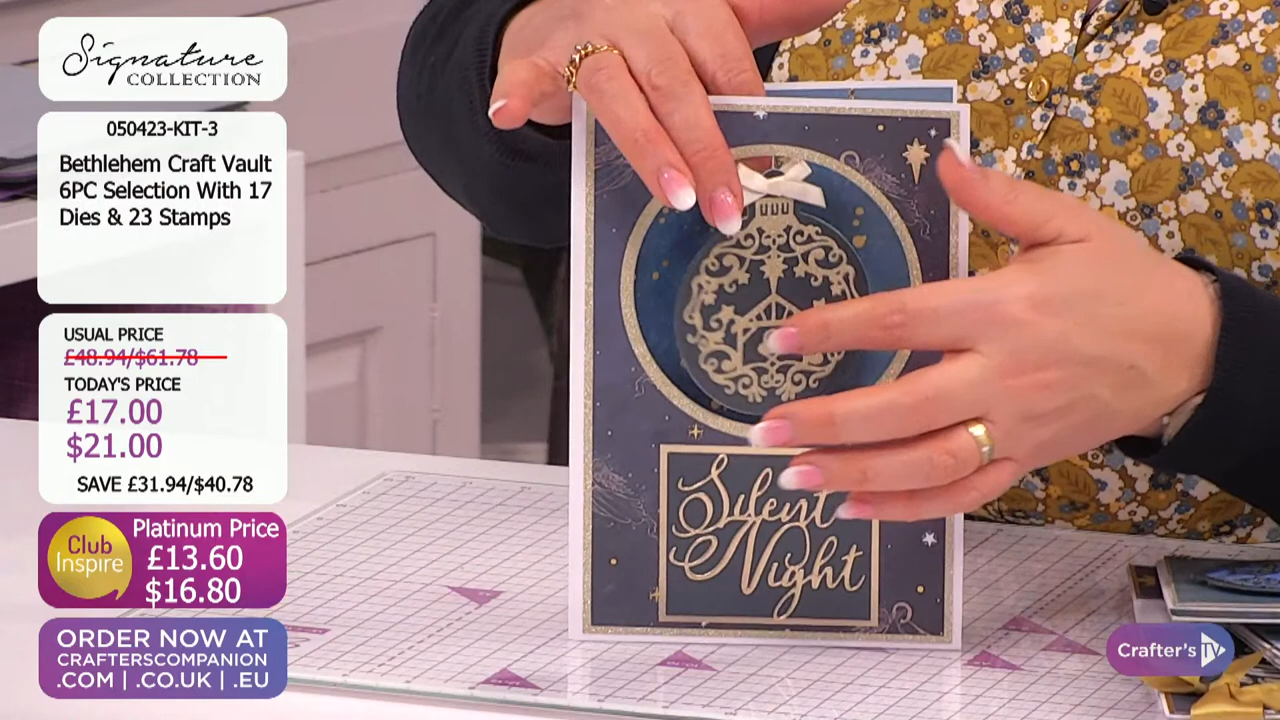 Signature
COLLECTION
050423-KIT-3
Bethlehem Craft Vault
6PC Selection With 17
Dies & 23 Stamps
USUAL PRICE
£48.94/$61.78
TODAY'S PRICE
£17.00
$21.00
SAVE £31.94/$40.78
Club
Inspire
Platinum Price
£13.60
$16.80
ORDER NOW AT
CRAFTERSCOMPANION
.COM | .CO.UK | .EU
Silent
Night
Crafter's TV